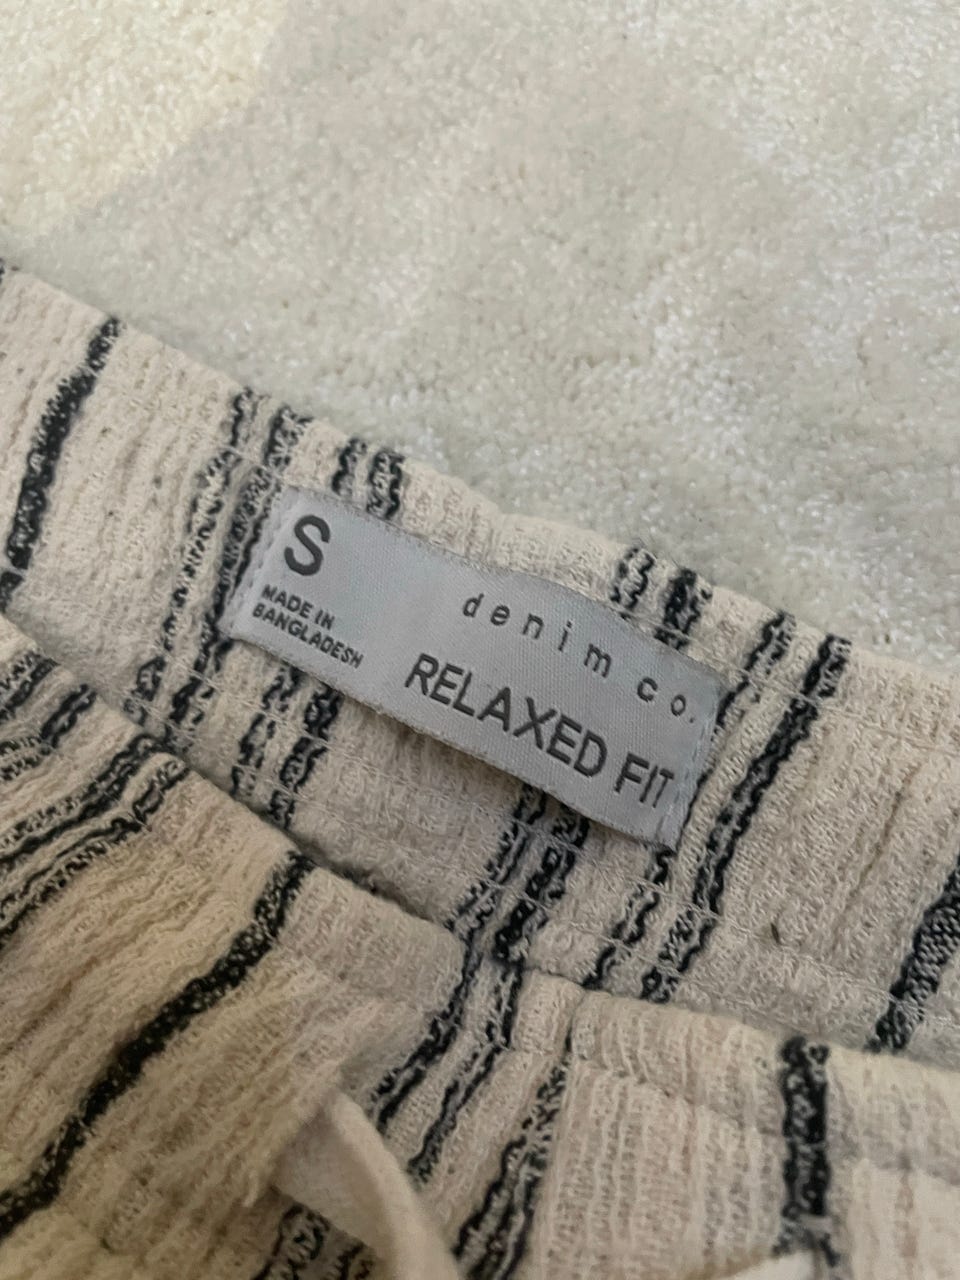 S
MADE IN
BANGLADESH
denim co.
RELAXED FIT